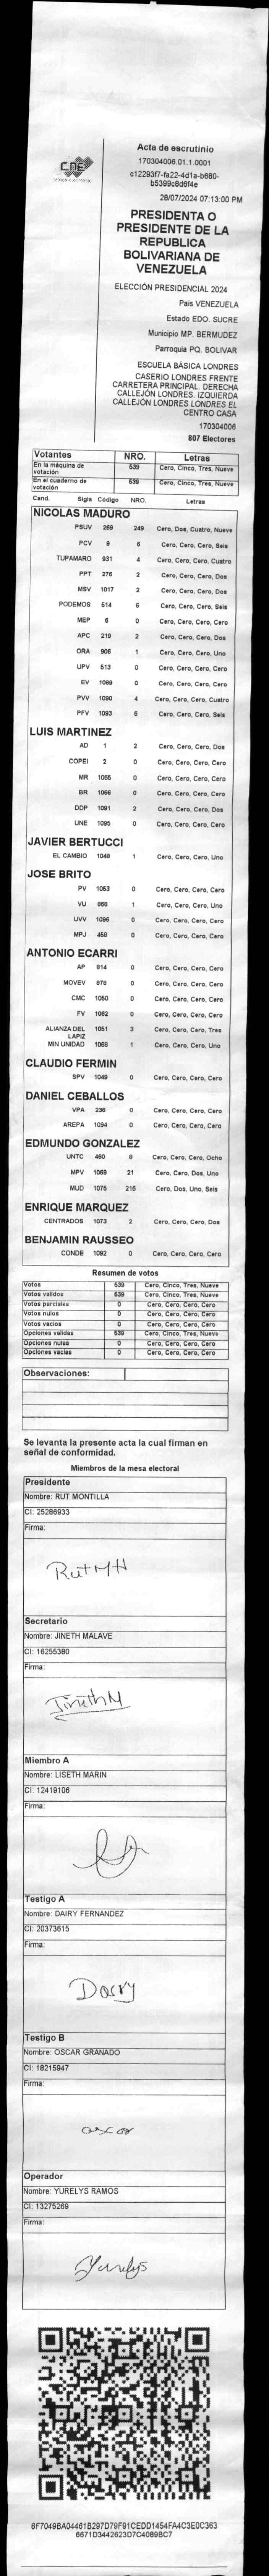 CNE
Acta de escrutinio
170304006.01.1.0001
c12293f7-fa22-4d1a-b680-
b5399c8d6f4e
28/07/2024 07:13:00 PM
PRESIDENTA O
PRESIDENTE DE LA
REPUBLICA
BOLIVARIANA DE
VENEZUELA
ELECCIÓN PRESIDENCIAL 2024
Pais VENEZUELA
Estado EDO. SUCRE
Municipio MP. BERMUDEZ
Parroquia PQ. BOLIVAR
ESCUELA BÁSICA LONDRES
CASERIO LONDRES FRENTE
CARRETERA PRINCIPAL. DERECHA
CALLEJÓN LONDRES. IZQUIERDA
CALLEJÓN LONDRES LONDRES EL
CENTRO CASA
170304006
807 Electores
Votantes NRO. Letras
En la máquina de votación 539 Cero, Cinco, Tres, Nueve
En el cuaderno de votación 539 Cero, Cinco, Tres, Nueve
Cand. Sigla Codigo NRO. Letras
NICOLAS MADURO
PSUV 269 249 Cero, Dos, Cuatro, Nueve
PCV 9 6 Cero, Cero, Cero, Seis
TUPAMARO 931 4 Cero, Cero, Cero, Cuatro
PPT 276 2 Cero, Cero, Cero, Dos
MSV 1017 2 Cero, Cero, Cero, Dos
PODEMOS 514 6 Cero, Cero, Cero, Seis
MEP 6 0 Cero, Cero, Cero, Cero
APC 219 2 Cero, Cero, Cero, Dos
ORA 906 1 Cero, Cero, Cero, Uno
UPV 513 0 Cero, Cero, Cero, Cero
EV 1089 0 Cero, Cero, Cero, Cero
PVV 1090 4 Cero, Cero, Cero, Cuatro
PFV 1093 6 Cero, Cero, Cero, Seis
LUIS MARTINEZ
AD 1 2 Cero, Cero, Cero, Dos
COPEI 2 0 Cero, Cero, Cero, Cero
MR 1065 0 Cero, Cero, Cero, Cero
BR 1066 0 Cero, Cero, Cero, Cero
DDP 1091 2 Cero, Cero, Cero, Dos
UNE 1095 0 Cero, Cero, Cero, Cero
JAVIER BERTUCCI
EL CAMBIO 1048 1 Cero, Cero, Cero, Uno
JOSE BRITO
PV 1053 0 Cero, Cero, Cero, Cero
VU 868 1 Cero, Cero, Cero, Uno
UVV 1096 0 Cero, Cero, Cero, Cero
MPJ 458 0 Cero, Cero, Cero, Cero
ANTONIO ECARRI
AP 814 0 Cero, Cero, Cero, Cero
MOVEV 878 0 Cero, Cero, Cero, Cero
CMC 1050 0 Cero, Cero, Cero, Cero
FV 1062 0 Cero, Cero, Cero, Cero
ALIANZA DEL LAPIZ 1051 3 Cero, Cero, Cero, Tres
MIN UNIDAD 1068 1 Cero, Cero, Cero, Uno
CLAUDIO FERMIN
SPV 1049 0 Cero, Cero, Cero, Cero
DANIEL CEBALLOS
VPA 236 0 Cero, Cero, Cero, Cero
AREPA 1094 0 Cero, Cero, Cero, Cero
EDMUNDO GONZALEZ
UNTC 460 8 Cero, Cero, Cero, Ocho
MPV 1069 21 Cero, Cero, Dos, Uno
MUD 1075 216 Cero, Dos, Uno, Seis
ENRIQUE MARQUEZ
CENTRADOS 1073 2 Cero, Cero, Cero, Dos
BENJAMIN RAUSSEO
CONDE 1092 0 Cero, Cero, Cero, Cero
Resumen de votos
Votos 539 Cero, Cinco, Tres, Nueve
Votos validos 539 Cero, Cinco, Tres, Nueve
Votos parciales 0 Cero, Cero, Cero, Cero
Votos nulos 0 Cero, Cero, Cero, Cero
Votos vacios 0 Cero, Cero, Cero, Cero
Opciones validas 539 Cero, Cinco, Tres, Nueve
Opciones nulas 0 Cero, Cero, Cero, Cero
Opciones vacias 0 Cero, Cero, Cero, Cero
Observaciones:
Se levanta la presente acta la cual firman en
señal de conformidad.
Miembros de la mesa electoral
Presidente
Nombre: RUT MONTILLA
CI: 25286933
Firma:
Rut M H
Secretario
Nombre: JINETH MALAVE
CI: 16255380
Firma:
Jineth M
Miembro A
Nombre: LISETH MARIN
CI: 12419106
Firma:
Testigo A
Nombre: DAIRY FERNANDEZ
CI: 20373615
Firma:
Dairy
Testigo B
Nombre: OSCAR GRANADO
CI: 18215947
Firma:
oscar
Operador
Nombre: YURELYS RAMOS
CI: 13275269
Firma:
Yurelys
8F7049BA04461B297D79F91CEDD1454FA4C3E0C363
6671D3442623D7C4089BC7